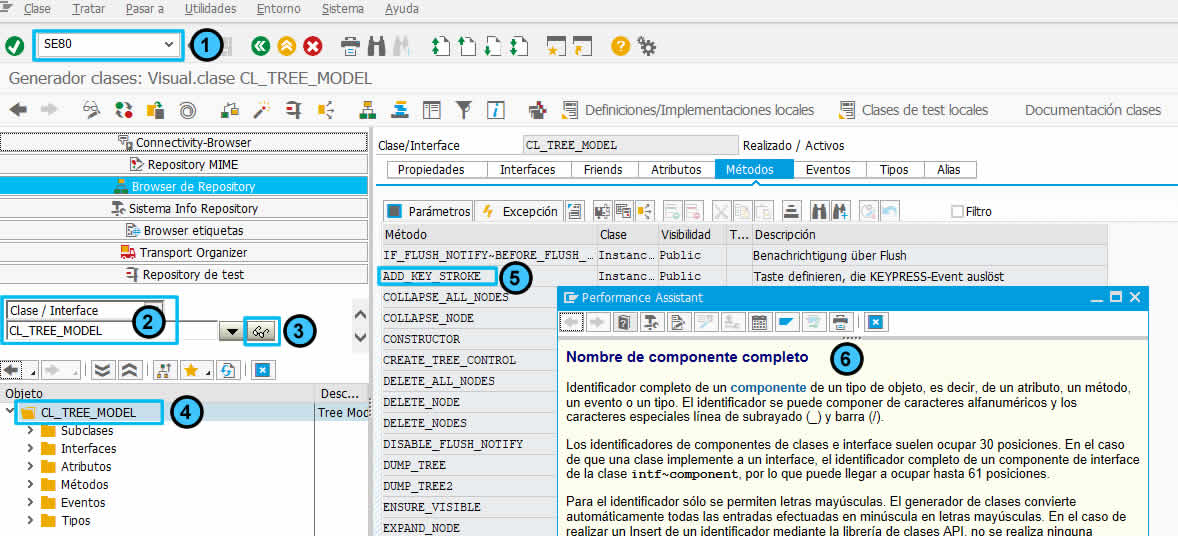 Clase Tratar Pasar a Utilidades Entorno Sistema Ayuda
SE80
1
Generador clases: Visual.clase CL_TREE_MODEL
Definiciones/Implementaciones locales Clases de test locales Documentación clases
Connectivity-Browser
Repository MIME
Browser de Repository
Sistema Info Repository
Browser etiquetas
Transport Organizer
Repository de test
Clase / Interface
2
CL_TREE_MODEL
3
Objeto Desc...
CL_TREE_MODEL
4
Tree Mod
Subclases
Interfaces
Atributos
Métodos
Eventos
Tipos
Clase/Interface CL_TREE_MODEL Realizado / Activos
Propiedades Interfaces Friends Atributos Métodos Eventos Tipos Alias
Parámetros Excepción Filtro
Método Clase Visibilidad T... Descripción
IF_FLUSH_NOTIFY~BEFORE_FLUSH_... Instanc... Public Benachrichtigung über Flush
ADD_KEY_STROKE 5 Instanc... Public Taste definieren, die KEYPRESS-Event auslöst
COLLAPSE_ALL_NODES
COLLAPSE_NODE
CONSTRUCTOR
CREATE_TREE_CONTROL
DELETE_ALL_NODES
DELETE_NODE
DELETE_NODES
DISABLE_FLUSH_NOTIFY
DUMP_TREE
DUMP_TREE2
ENSURE_VISIBLE
EXPAND_NODE
Performance Assistant
Nombre de componente completo 6
Identificador completo de un componente de un tipo de objeto, es decir, de un atributo, un método,
un evento o un tipo. El identificador se puede componer de caracteres alfanuméricos y los
caracteres especiales línea de subrayado (_) y barra (/).
Los identificadores de componentes de clases e interface suelen ocupar 30 posiciones. En el caso
de que una clase implemente a un interface, el identificador completo de un componente de interface
de la clase intf~component, por lo que puede llegar a ocupar hasta 61 posiciones.
Para el identificador sólo se permiten letras mayúsculas. El generador de clases convierte
automáticamente todas las entradas efectuadas en minúscula en letras mayúsculas. En el caso de
realizar un Insert de un identificador mediante la librería de clases API, no se realiza ninguna